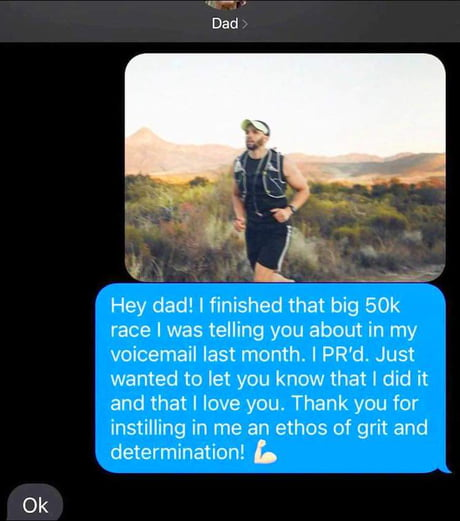 Dad >
Hey dad! I finished that big 50k
race I was telling you about in my
voicemail last month. I PR’d. Just
wanted to let you know that I did it
and that I love you. Thank you for
instilling in me an ethos of grit and
determination! 💪🏻
Ok